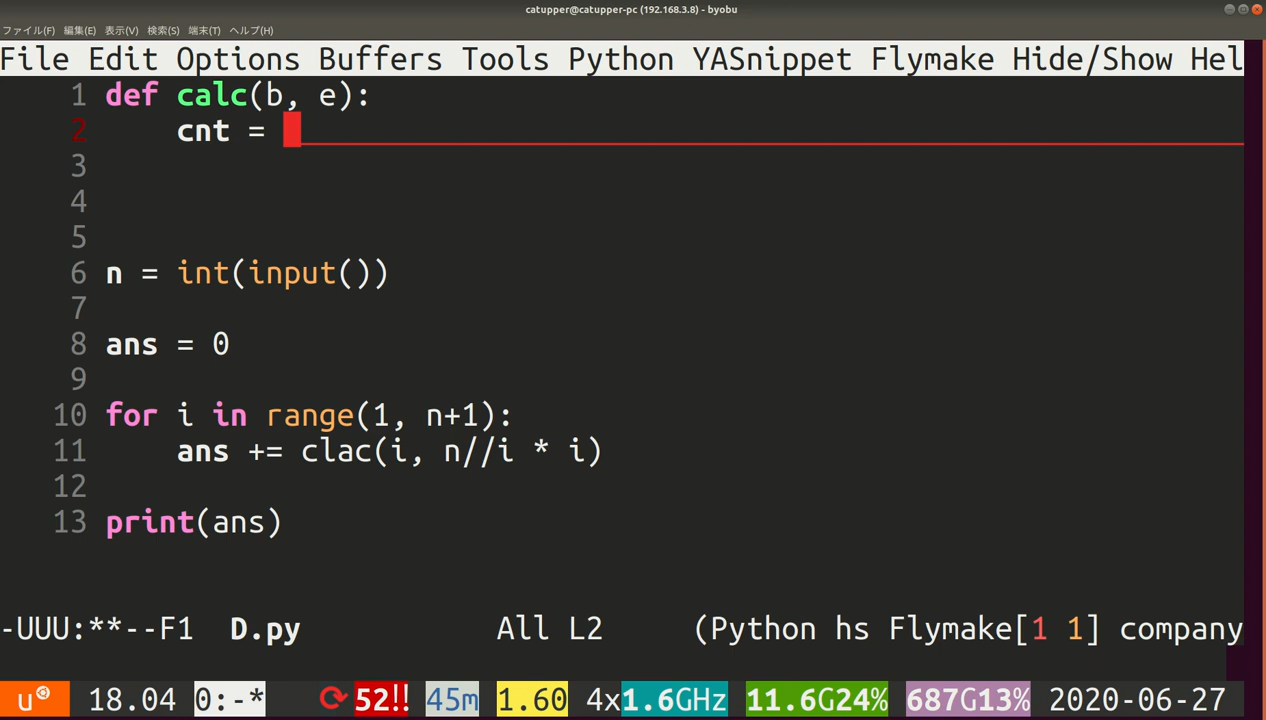 catupper@catupper-pc (192.168.3.8) - byobu
ファイル(F) 編集(E) 表示(V) 検索(S) 端末(T) ヘルプ(H)
File Edit Options Buffers Tools Python YASnippet Flymake Hide/Show Hel
1 def calc(b, e):
2     cnt =
3
4
5
6 n = int(input())
7
8 ans = 0
9
10 for i in range(1, n+1):
11     ans += clac(i, n//i * i)
12
13 print(ans)
-UUU:**--F1  D.py  All L2  (Python hs Flymake[1 1] company
u 18.04 0:-* 52!! 45m 1.60 4x1.6GHz 11.6G24% 687G13% 2020-06-27